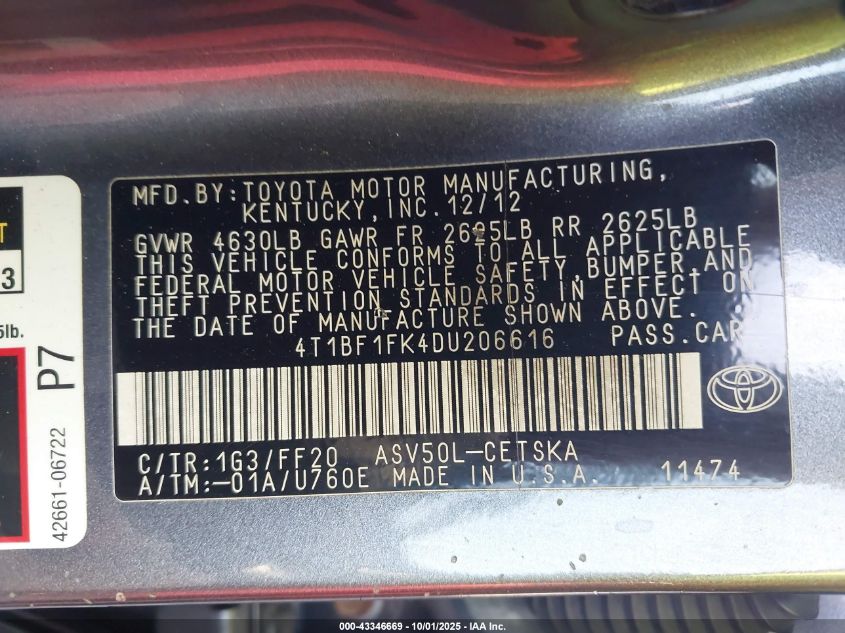 MFD.BY:TOYOTA MOTOR MANUFACTURING,
KENTUCKY,INC.12/12
GVWR 4630LB GAWR FR 2625LB RR 2625LB
THIS VEHICLE CONFORMS TO ALL APPLICABLE
FEDERAL MOTOR VEHICLE SAFETY,BUMPER,AND
THEFT PREVENTION STANDARDS IN EFFECT ON
THE DATE OF MANUFACTURE SHOWN ABOVE.
4T1BF1FK4DU206616 PASS.CAR
C/TR:1G3/FF20 ASV50L-CETSKA
A/TM:-01A/U760E MADE IN U.S.A. 11474
3
lb.
P7
42661-06722
000-43346669 - 10/01/2025 - IAA Inc.